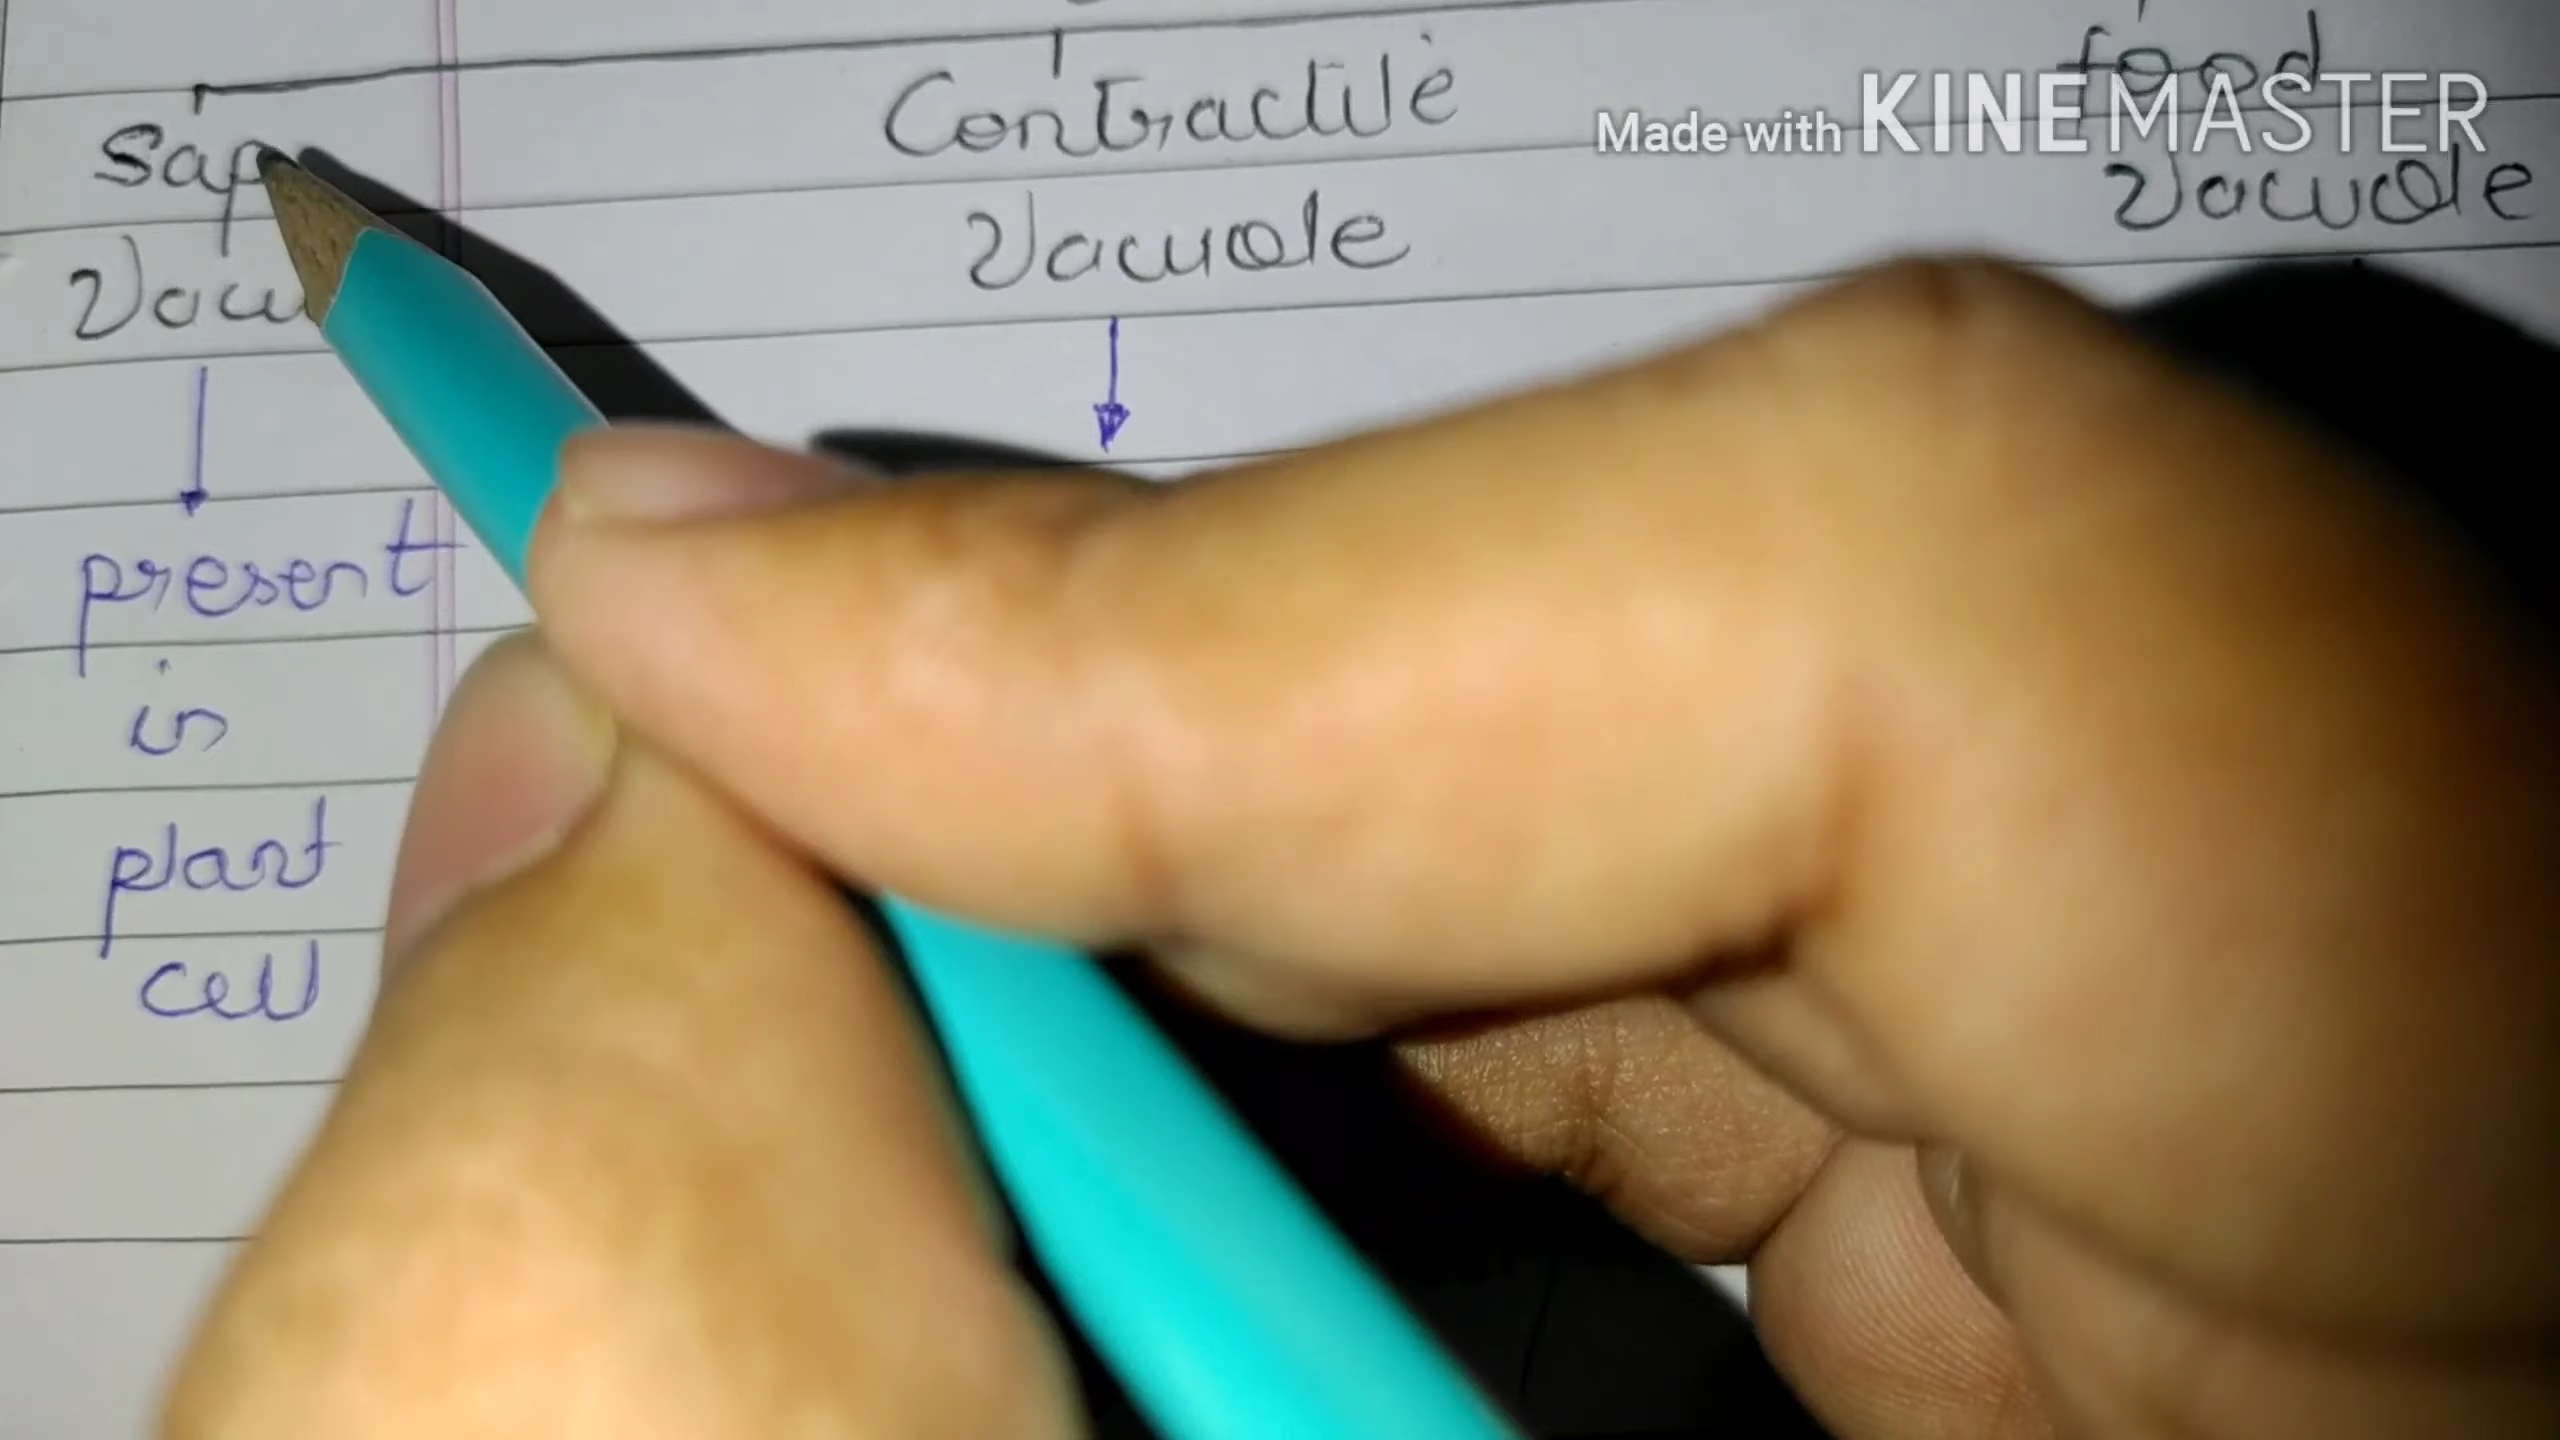 Sap
Contractile
Vacuole
food
Vacuole
Made with KINEMASTER
present
in
plant
cell